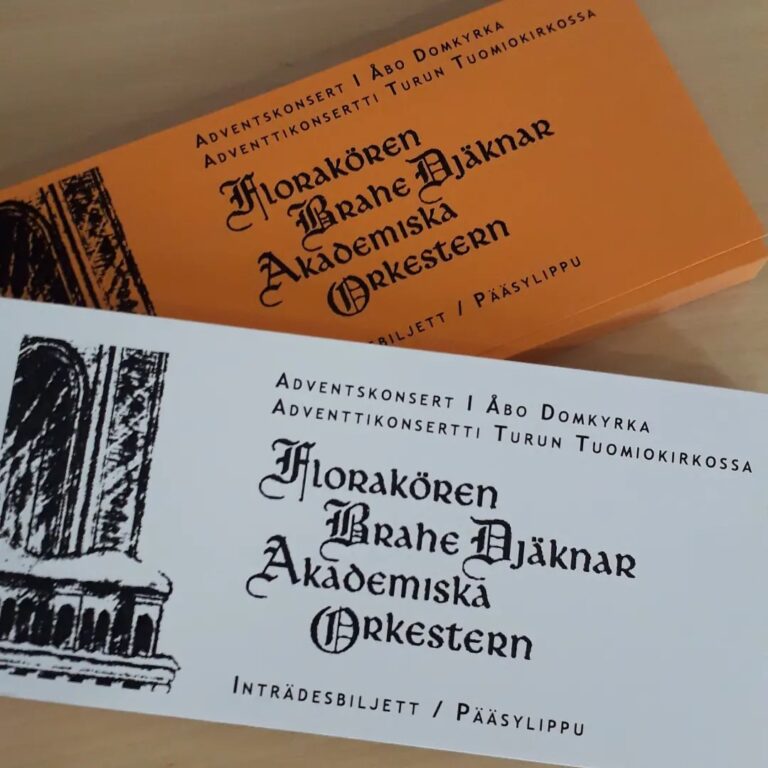 Adventskonsert i Åbo Domkyrka
Adventtikonsertti Turun Tuomiokirkossa
Florakören
Brahe Djäknar
Akademiska
Orkestern
sbiljett / Pääsylippu
Adventskonsert i Åbo Domkyrka
Adventtikonsertti Turun Tuomiokirkossa
Florakören
Brahe Djäknar
Akademiska
Orkestern
Inträdesbiljett / Pääsylippu